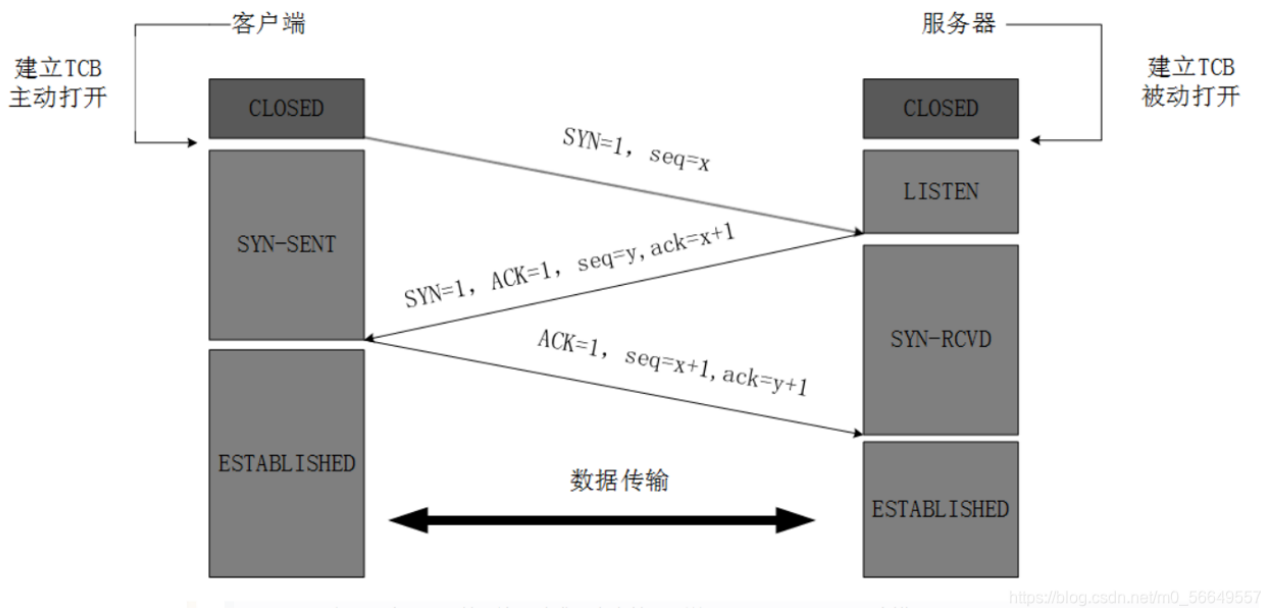 客户端
服务器
建立TCB
主动打开
建立TCB
被动打开
CLOSED
CLOSED
SYN=1, seq=x
LISTEN
SYN-SENT
SYN=1, ACK=1, seq=y,ack=x+1
SYN-RCVD
ACK=1, seq=x+1,ack=y+1
ESTABLISHED
数据传输
ESTABLISHED
https://blog.csdn.net/m0_56649557